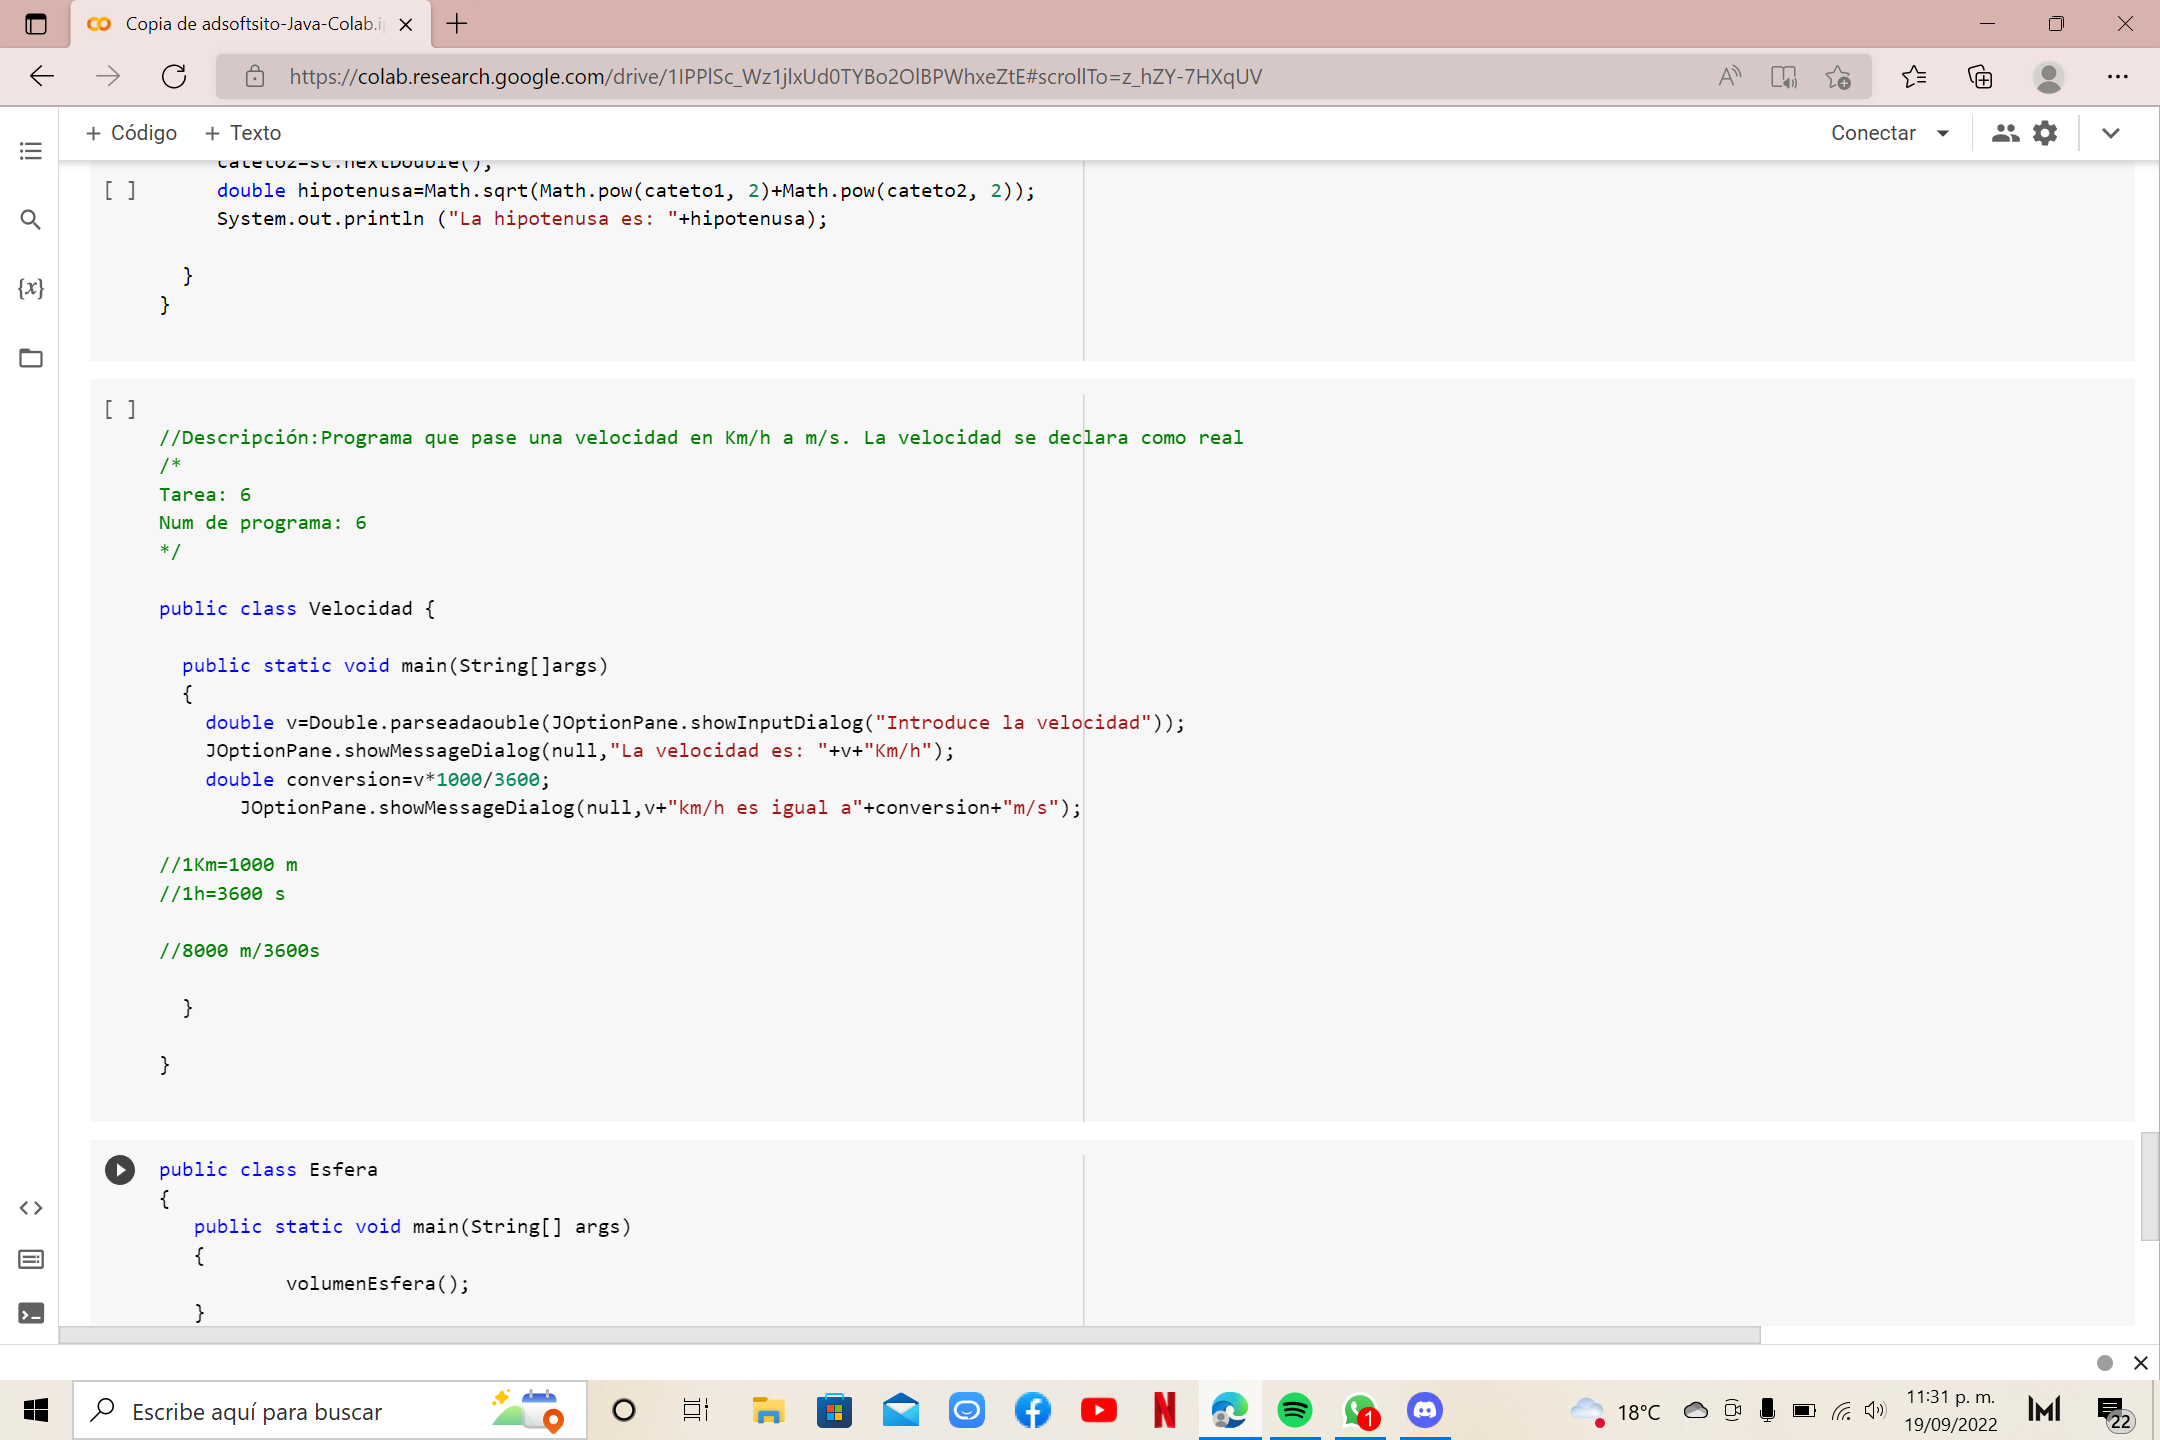 Copia de adsoftsito-Java-Colab.i
https://colab.research.google.com/drive/1IPPlSc_Wz1jlxUd0TYBo2OlBPWhxeZtE#scrollTo=z_hZY-7HXqUV
+ Código + Texto
Conectar
cateto2=sc.nextDouble();
[ ] double hipotenusa=Math.sqrt(Math.pow(cateto1, 2)+Math.pow(cateto2, 2));
System.out.println ("La hipotenusa es: "+hipotenusa);
}
}
[ ]
//Descripción:Programa que pase una velocidad en Km/h a m/s. La velocidad se declara como real
/*
Tarea: 6
Num de programa: 6
*/
public class Velocidad {
public static void main(String[]args)
{
double v=Double.parseadaouble(JOptionPane.showInputDialog("Introduce la velocidad"));
JOptionPane.showMessageDialog(null,"La velocidad es: "+v+"Km/h");
double conversion=v*1000/3600;
JOptionPane.showMessageDialog(null,v+"km/h es igual a"+conversion+"m/s");
//1Km=1000 m
//1h=3600 s
//8000 m/3600s
}
}
public class Esfera
{
public static void main(String[] args)
{
volumenEsfera();
}
Escribe aquí para buscar
1
18°C
11:31 p. m.
19/09/2022
22